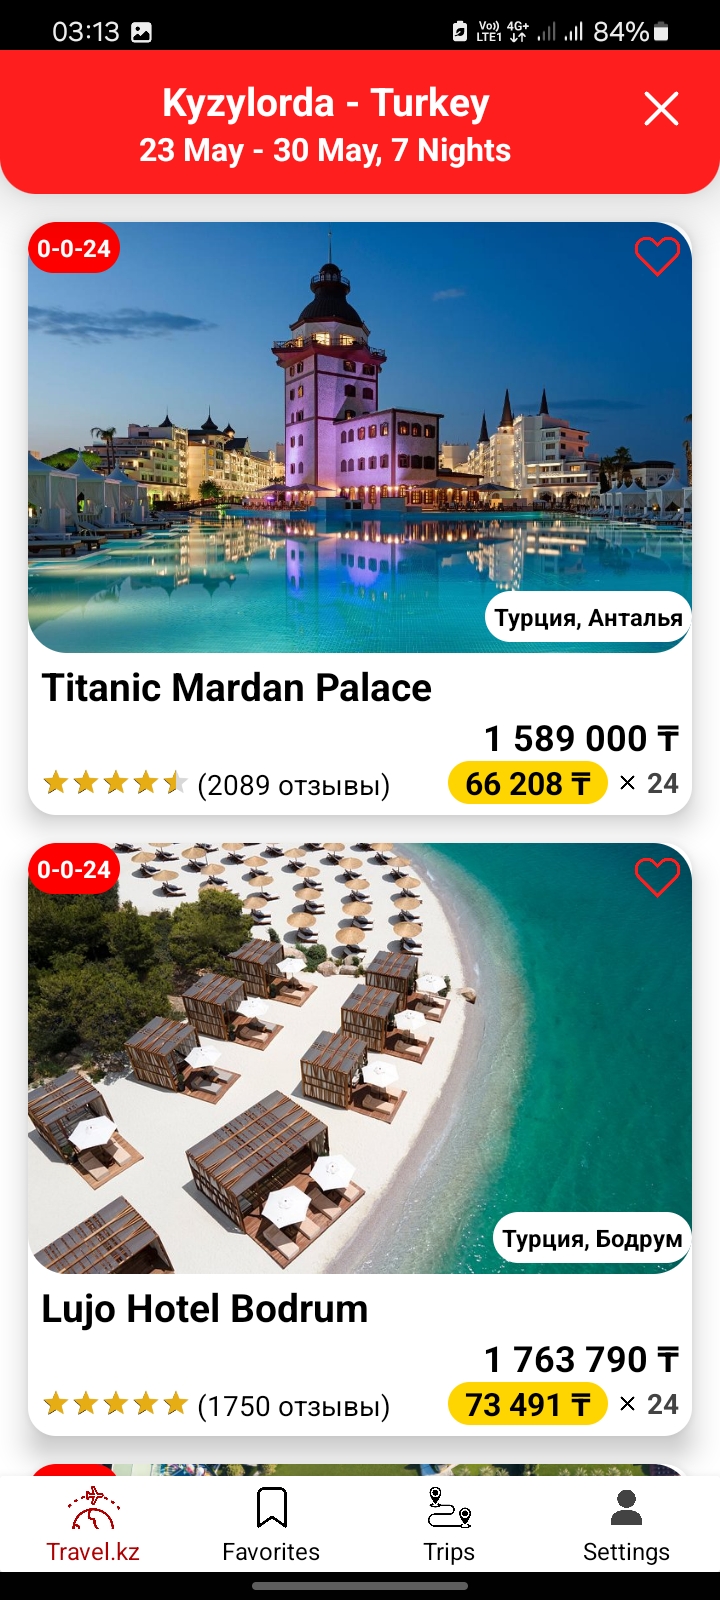 03:13
Vo)) 4G+
LTE1
84%
Kyzylorda - Turkey
23 May - 30 May, 7 Nights
0-0-24
Турция, Анталья
Titanic Mardan Palace
1 589 000 ₸
(2089 отзывы)
66 208 ₸ × 24
0-0-24
Турция, Бодрум
Lujo Hotel Bodrum
1 763 790 ₸
(1750 отзывы)
73 491 ₸ × 24
Travel.kz
Favorites
Trips
Settings